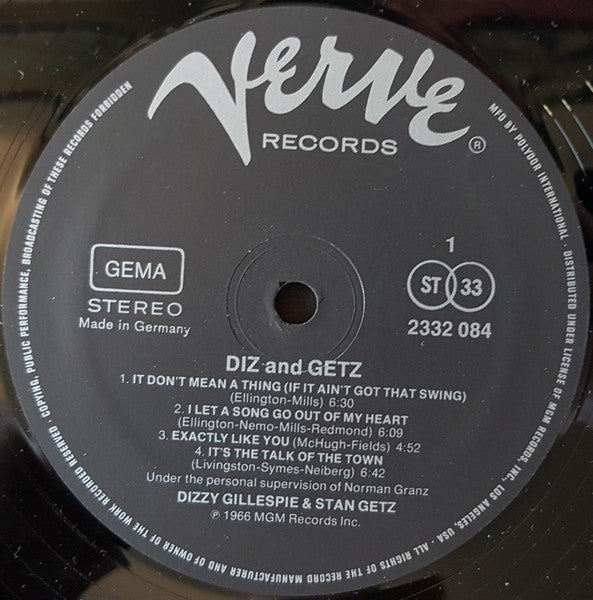 Verve
RECORDS ®
GEMA
STEREO
Made in Germany
1
ST 33
2332 084
DIZ and GETZ
1. IT DON'T MEAN A THING (IF IT AIN'T GOT THAT SWING)
(Ellington-Mills) 6:30
2. I LET A SONG GO OUT OF MY HEART
(Ellington-Nemo-Mills-Redmond) 6:09
3. EXACTLY LIKE YOU (McHugh-Fields) 4:52
4. IT'S THE TALK OF THE TOWN
(Livingston-Symes-Neiberg) 6:42
Under the personal supervision of Norman Granz
DIZZY GILLESPIE & STAN GETZ
℗ 1966 MGM Records Inc.
MFD BY POLYDOR INTERNATIONAL · DISTRIBUTED UNDER LICENSE OF MGM RECORDS, INC., LOS ANGELES, USA · ALL RIGHTS OF THE RECORD MANUFACTURER AND OF OWNER OF THE WORK RECORDED RESERVED · COPYING, PUBLIC PERFORMANCE, BROADCASTING OF THESE RECORDS FORBIDDEN